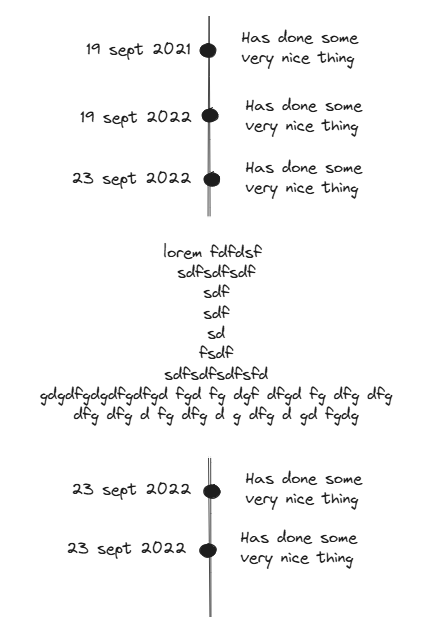 19 sept 2021
Has done some
very nice thing
19 sept 2022
Has done some
very nice thing
23 sept 2022
Has done some
very nice thing
lorem fdfdsf
sdfsdfsdf
sdf
sdf
sd
fsdf
sdfsdfsdfsfd
gdgdfgdgdfgdfgd fgd fg dgf dfgd fg dfg dfg
dfg dfg d fg dfg d g dfg d gd fgdg
23 sept 2022
Has done some
very nice thing
23 sept 2022
Has done some
very nice thing